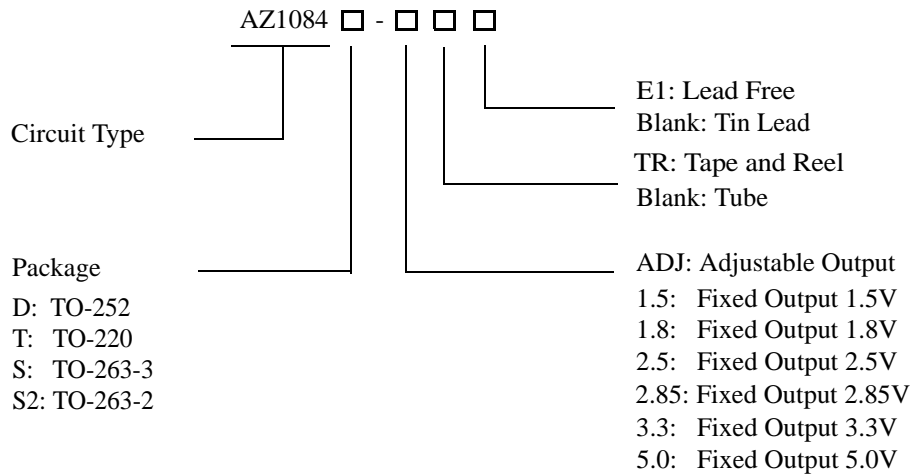 AZ1084 □ - □ □ □
Circuit Type
E1: Lead Free
Blank: Tin Lead
TR: Tape and Reel
Blank: Tube
Package
D: TO-252
T: TO-220
S: TO-263-3
S2: TO-263-2
ADJ: Adjustable Output
1.5: Fixed Output 1.5V
1.8: Fixed Output 1.8V
2.5: Fixed Output 2.5V
2.85: Fixed Output 2.85V
3.3: Fixed Output 3.3V
5.0: Fixed Output 5.0V